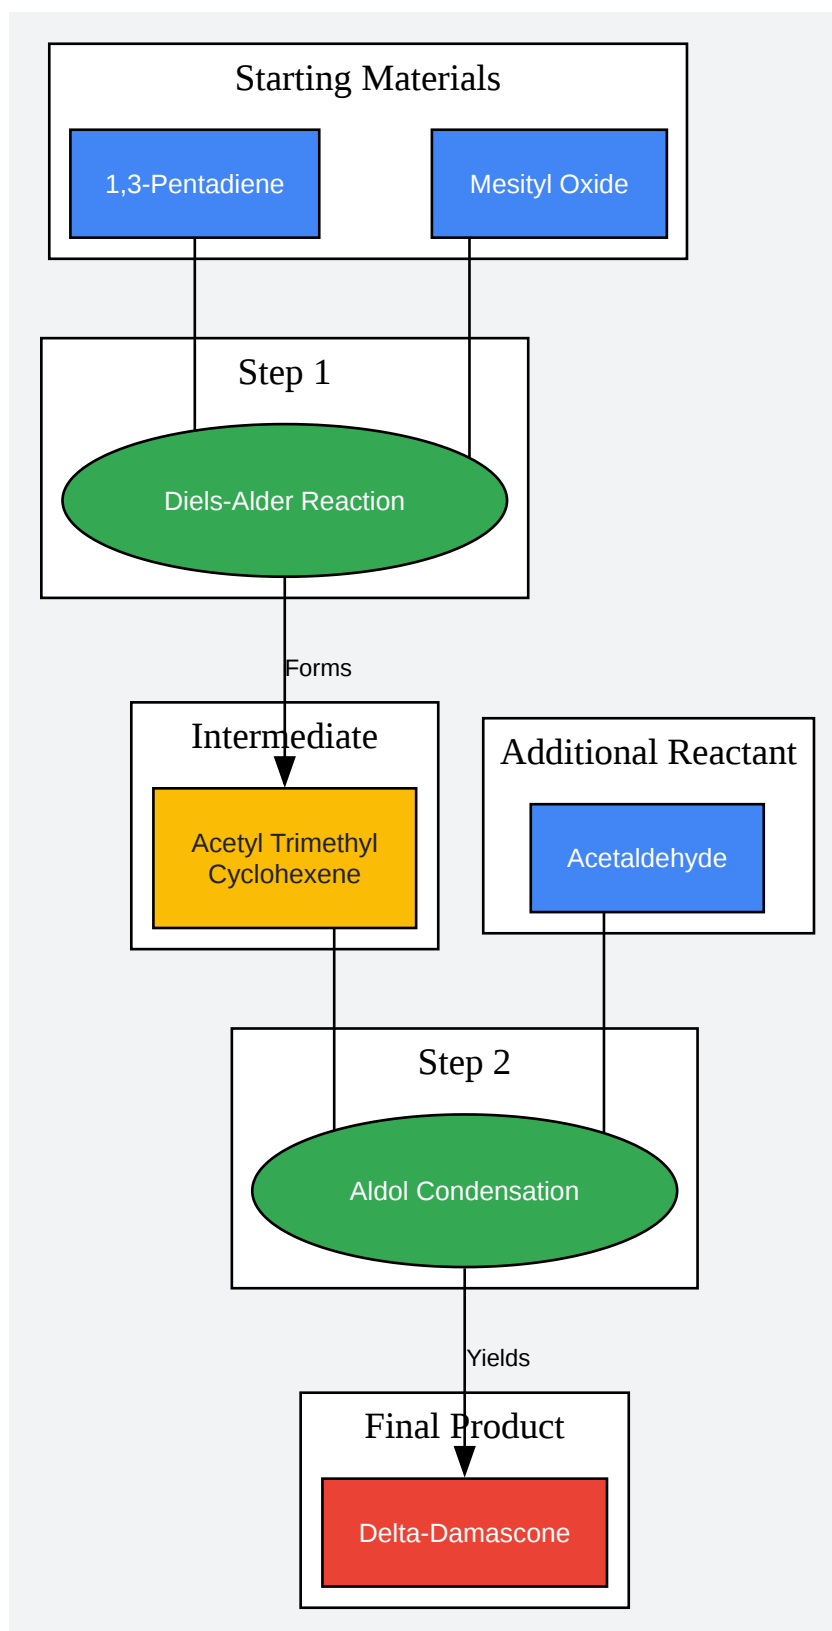 Starting Materials
1,3-Pentadiene
Mesityl Oxide
Step 1
Diels-Alder Reaction
Forms
Intermediate
Acetyl Trimethyl
Cyclohexene
Additional Reactant
Acetaldehyde
Step 2
Aldol Condensation
Yields
Final Product
Delta-Damascone